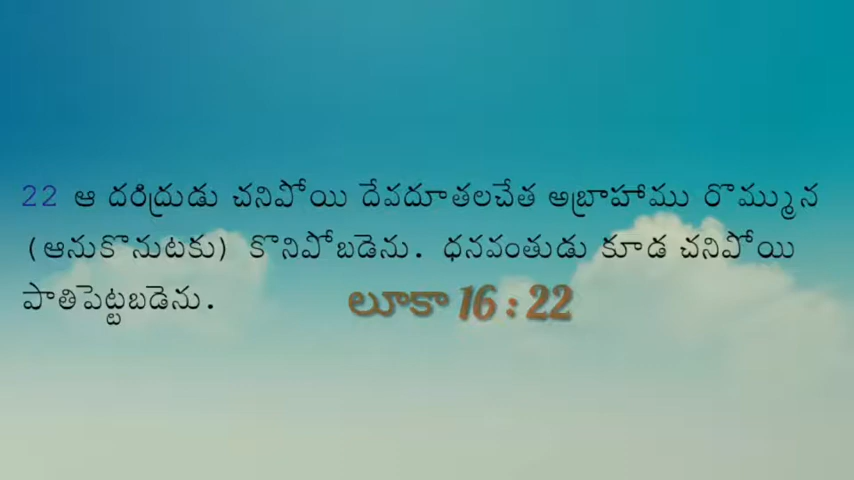 22 ఆ దరిద్రుడు చనిపోయి దేవదూతలచేత అబ్రాహాము రొమ్మున
(ఆనుకొనుటకు) కొనిపోబడెను. ధనవంతుడు కూడ చనిపోయి
పాతిపెట్టబడెను.
లూకా 16 : 22